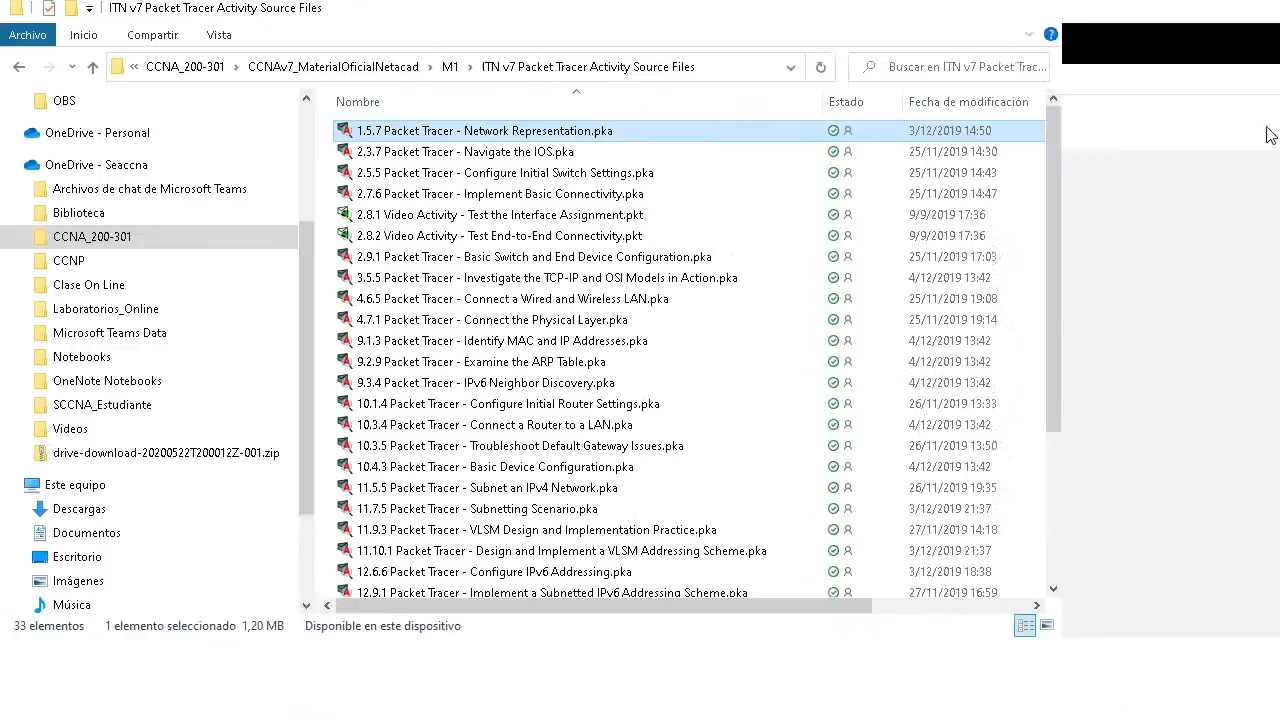 ITN v7 Packet Tracer Activity Source Files
Archivo Inicio Compartir Vista
« CCNA_200-301 > CCNAv7_MaterialOficialNetacad > M1 > ITN v7 Packet Tracer Activity Source Files
Buscar en ITN v7 Packet Trac...
OBS
OneDrive - Personal
OneDrive - Seaccna
Archivos de chat de Microsoft Teams
Biblioteca
CCNA_200-301
CCNP
Clase On Line
Laboratorios_Online
Microsoft Teams Data
Notebooks
OneNote Notebooks
SCCNA_Estudiante
Videos
drive-download-20200522T200012Z-001.zip
Este equipo
Descargas
Documentos
Escritorio
Imágenes
Música
Nombre Estado Fecha de modificación
1.5.7 Packet Tracer - Network Representation.pka 3/12/2019 14:50
2.3.7 Packet Tracer - Navigate the IOS.pka 25/11/2019 14:30
2.5.5 Packet Tracer - Configure Initial Switch Settings.pka 25/11/2019 14:43
2.7.6 Packet Tracer - Implement Basic Connectivity.pka 25/11/2019 14:47
2.8.1 Video Activity - Test the Interface Assignment.pkt 9/9/2019 17:36
2.8.2 Video Activity - Test End-to-End Connectivity.pkt 9/9/2019 17:36
2.9.1 Packet Tracer - Basic Switch and End Device Configuration.pka 25/11/2019 17:03
3.5.5 Packet Tracer - Investigate the TCP-IP and OSI Models in Action.pka 4/12/2019 13:42
4.6.5 Packet Tracer - Connect a Wired and Wireless LAN.pka 25/11/2019 19:08
4.7.1 Packet Tracer - Connect the Physical Layer.pka 25/11/2019 19:14
9.1.3 Packet Tracer - Identify MAC and IP Addresses.pka 4/12/2019 13:42
9.2.9 Packet Tracer - Examine the ARP Table.pka 4/12/2019 13:42
9.3.4 Packet Tracer - IPv6 Neighbor Discovery.pka 4/12/2019 13:42
10.1.4 Packet Tracer - Configure Initial Router Settings.pka 26/11/2019 13:33
10.3.4 Packet Tracer - Connect a Router to a LAN.pka 4/12/2019 13:42
10.3.5 Packet Tracer - Troubleshoot Default Gateway Issues.pka 26/11/2019 13:50
10.4.3 Packet Tracer - Basic Device Configuration.pka 4/12/2019 13:42
11.5.5 Packet Tracer - Subnet an IPv4 Network.pka 26/11/2019 19:35
11.7.5 Packet Tracer - Subnetting Scenario.pka 3/12/2019 21:37
11.9.3 Packet Tracer - VLSM Design and Implementation Practice.pka 27/11/2019 14:18
11.10.1 Packet Tracer - Design and Implement a VLSM Addressing Scheme.pka 3/12/2019 21:37
12.6.6 Packet Tracer - Configure IPv6 Addressing.pka 3/12/2019 18:38
12.9.1 Packet Tracer - Implement a Subnetted IPv6 Addressing Scheme.pka 27/11/2019 16:59
33 elementos 1 elemento seleccionado 1,20 MB Disponible en este dispositivo